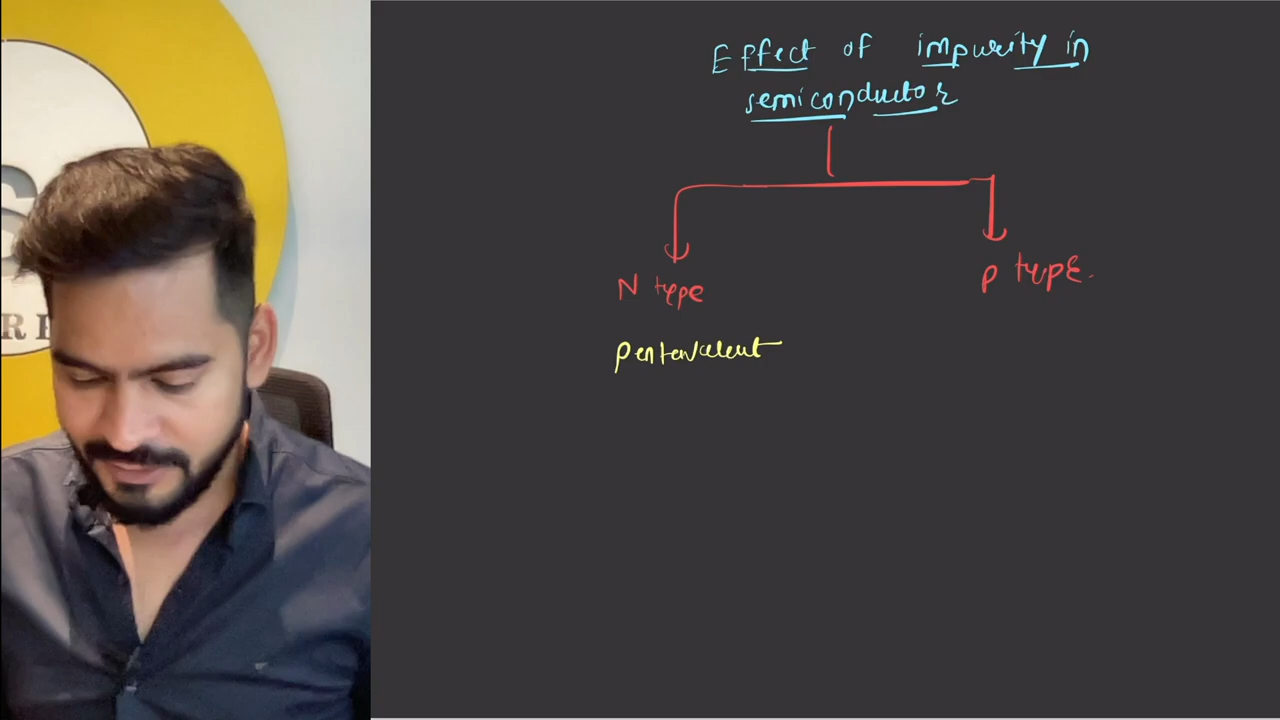 Effect of impurity in
semiconductor
N type
P type.
pentavalent